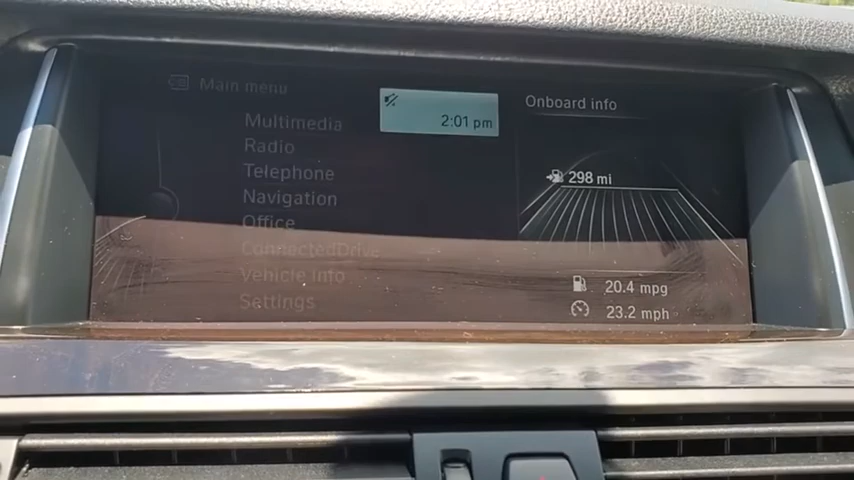 Main menu
Multimedia
Radio
Telephone
Navigation
Office
ConnectedDrive
Vehicle info
Settings
2:01 pm
Onboard info
298 mi
20.4 mpg
23.2 mph